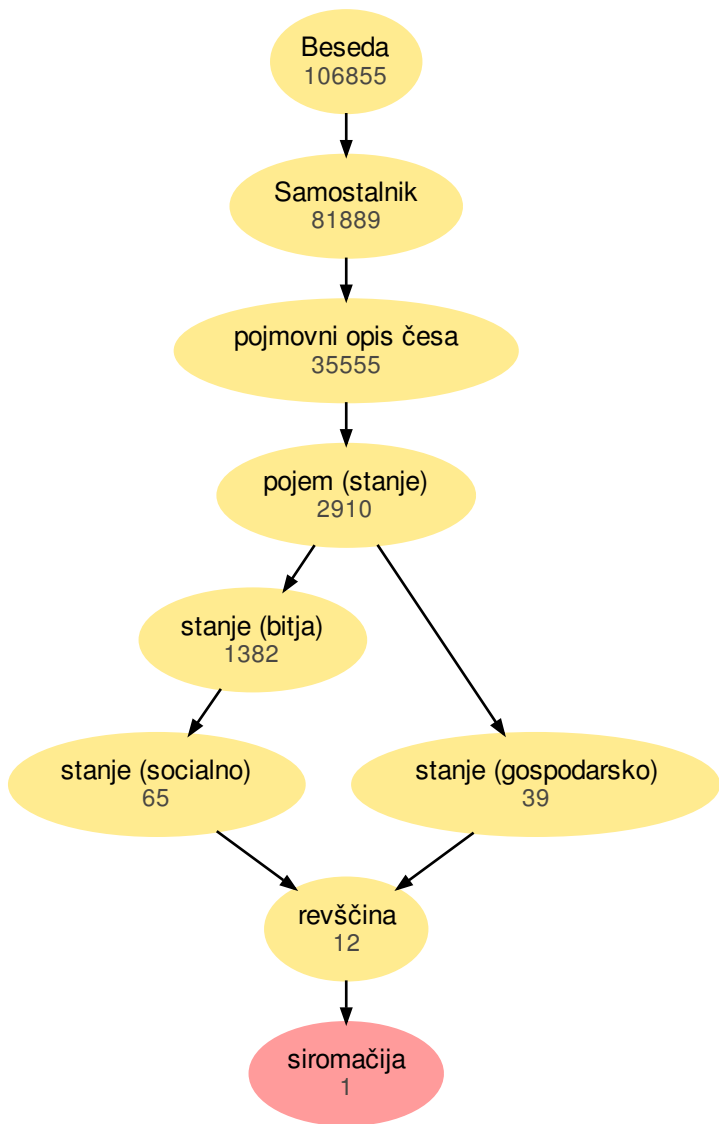 Beseda
106855
Samostalnik
81889
pojmovni opis česa
35555
pojem (stanje)
2910
stanje (bitja)
1382
stanje (socialno)
65
stanje (gospodarsko)
39
revščina
12
siromačija
1